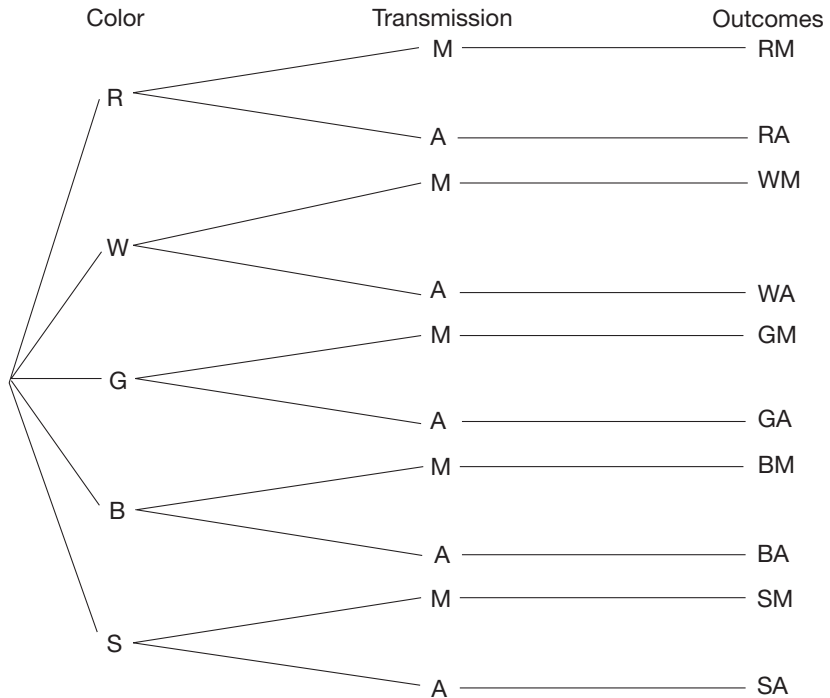 Color Transmission Outcomes
M RM
R
A RA
M WM
W
A WA
M GM
G
A GA
M BM
B
A BA
M SM
S
A SA